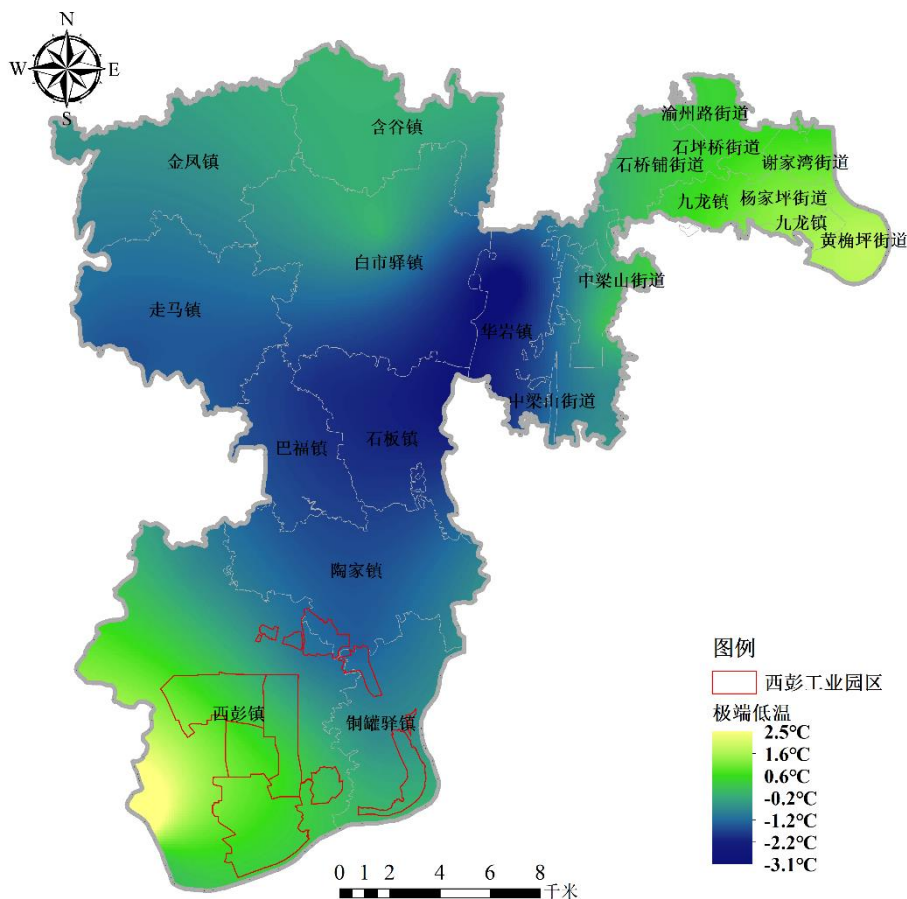 N
W
E
S
渝州路街道
含谷镇
石坪桥街道
金凤镇
石桥铺街道
谢家湾街道
九龙镇
杨家坪街道
九龙镇
黄桷坪街道
白市驿镇
中梁山街道
走马镇
华岩镇
中梁山街道
巴福镇
石板镇
陶家镇
图例
西彭工业园区
西彭镇
铜罐驿镇
极端低温
2.5℃
1.6℃
0.6℃
-0.2℃
-1.2℃
-2.2℃
-3.1℃
0 1 2 4 6 8
千米